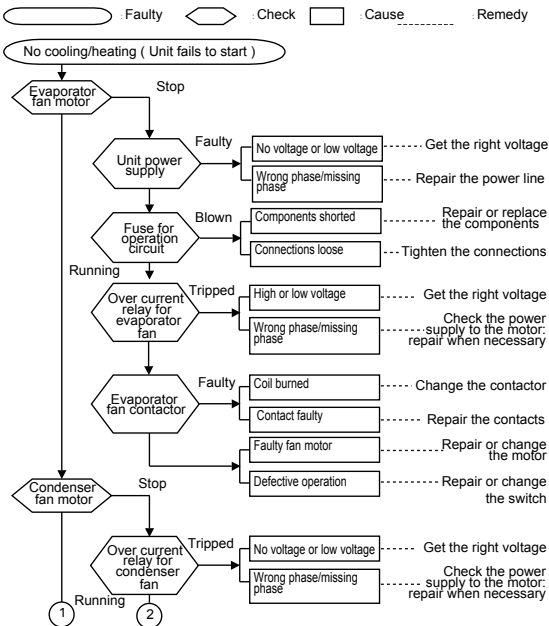 : Faulty : Check : Cause : Remedy
No cooling/heating ( Unit fails to start )
Evaporator
fan motor
Stop
Unit power
supply
Faulty
No voltage or low voltage
Get the right voltage
Wrong phase/missing
phase
Repair the power line
Fuse for
operation
circuit
Blown
Components shorted
Repair or replace
the components
Connections loose
Tighten the connections
Running
Over current
relay for
evaporator
fan
Tripped
High or low voltage
Get the right voltage
Wrong phase/missing
phase
Check the power
supply to the motor:
repair when necessary
Evaporator
fan contactor
Faulty
Coil burned
Change the contactor
Contact faulty
Repair the contacts
Faulty fan motor
Repair or change
the motor
Defective operation
Repair or change
the switch
Condenser
fan motor
Stop
Over current
relay for
condenser
fan
Tripped
No voltage or low voltage
Get the right voltage
Wrong phase/missing
phase
Check the power
supply to the motor:
repair when necessary
Running
1
2